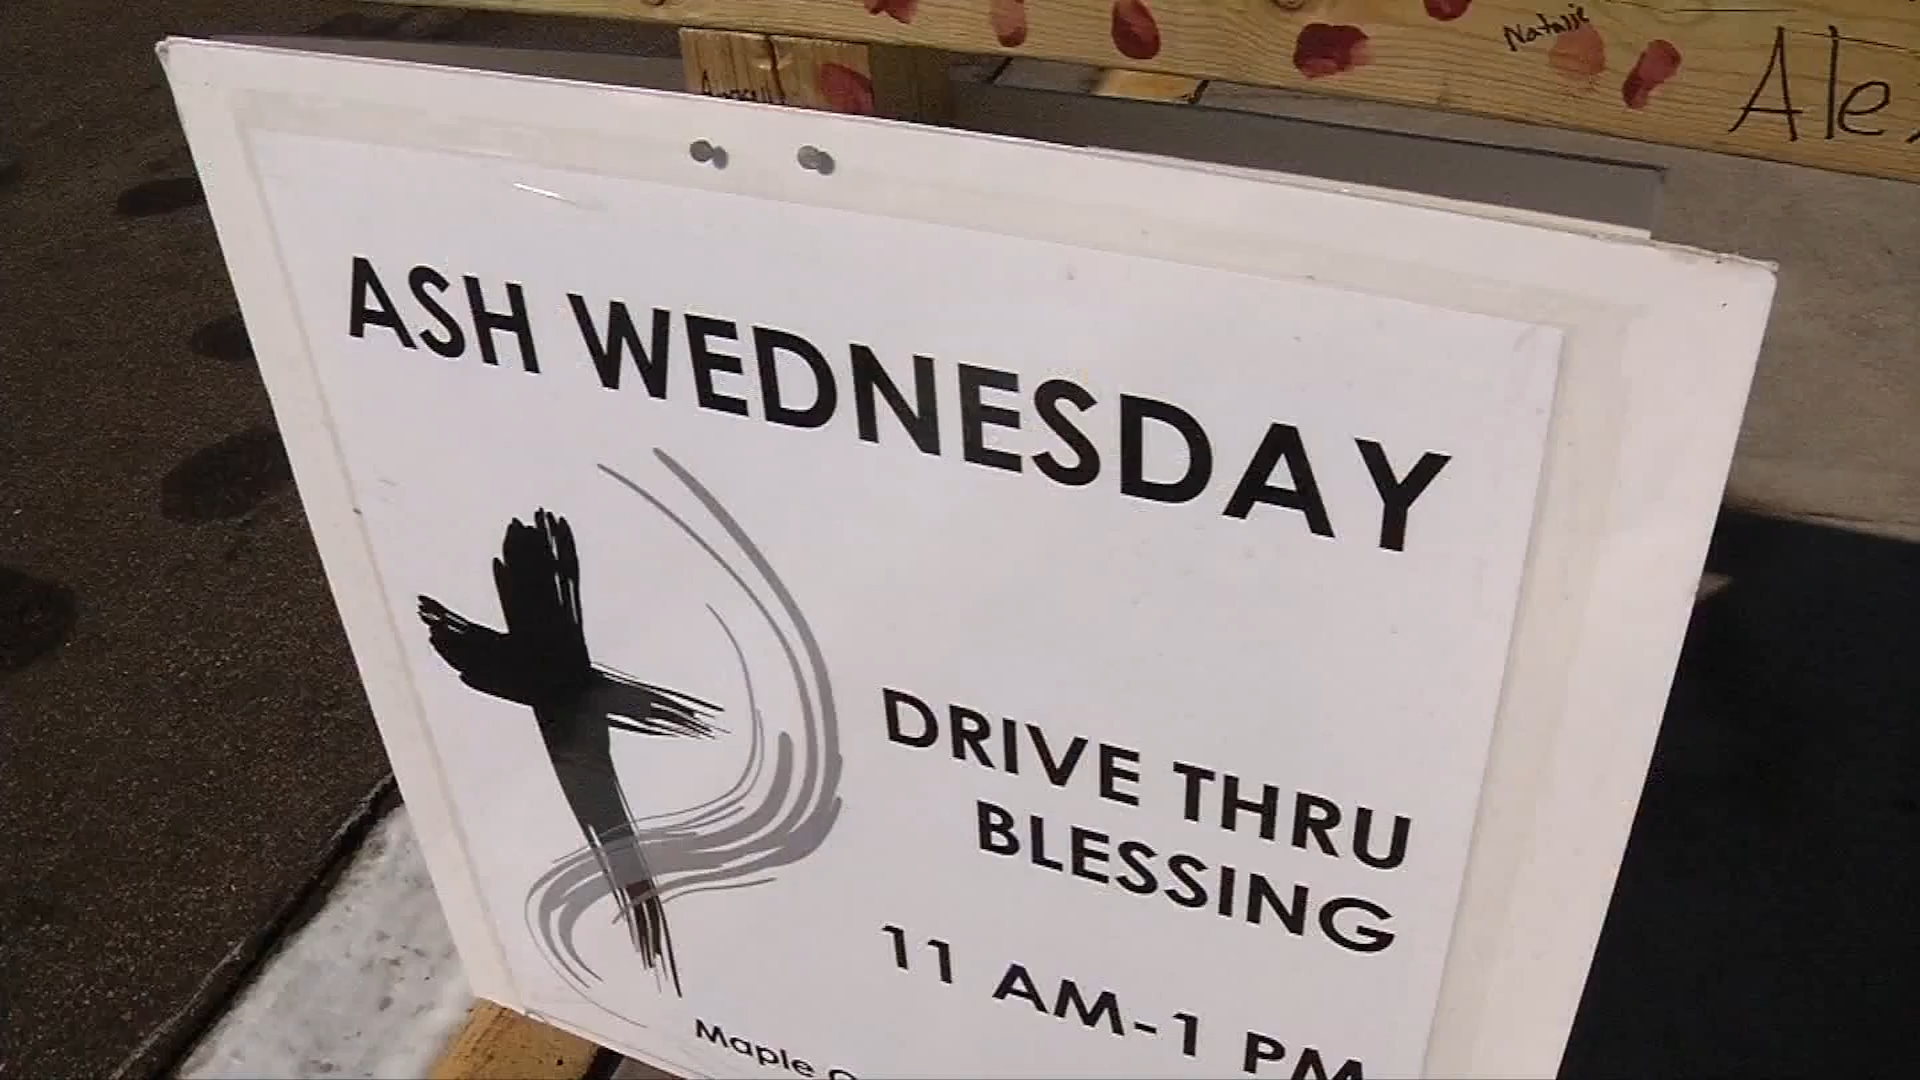 Natalie
Ale
ASH WEDNESDAY
DRIVE THRU
BLESSING
11 AM-1 PM
Maple